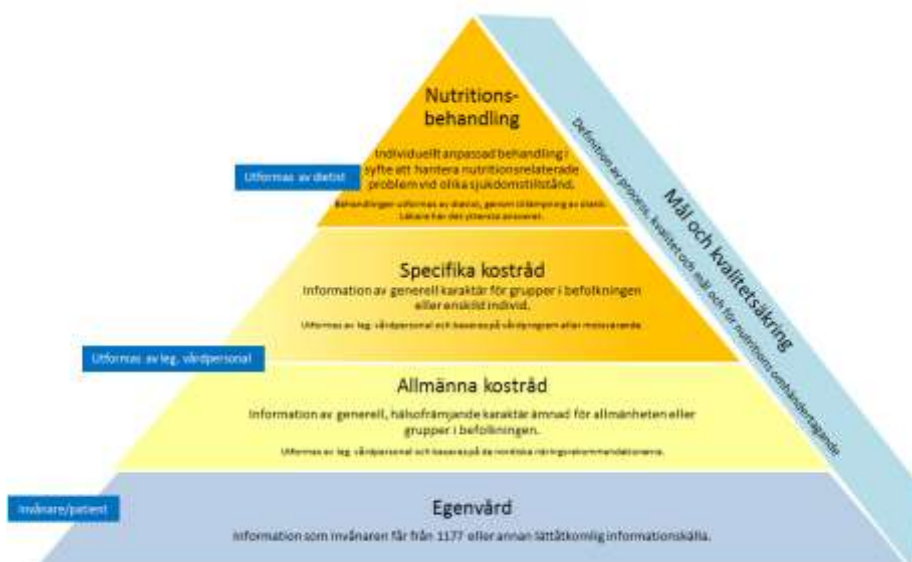 Nutritions-
behandling
Individuellt anpassad behandling i
syfte att hantera nutritionsrelaterade
problem vid olika sjukdomstillstånd.
Behandlingen utformas av dietist, genom tillämpning av dietik.
Läkare har det yttersta ansvaret.
Utformas av dietist
Specifika kostråd
Information av generell karaktär för grupper i befolkningen
eller enskild individ.
Utformas av leg. vårdpersonal och baseras på vårdprogram eller motsvarande.
Utformas av leg. vårdpersonal
Allmänna kostråd
Information av generell, hälsofrämjande karaktär ämnad för allmänheten eller
grupper i befolkningen.
Utformas av leg. vårdpersonal och baseras på de nordiska näringsrekommendationerna.
Invånare/patient
Egenvård
Information som invånaren får från 1177 eller annan lättåtkomlig informationskälla.
Mål och kvalitetsäkring
Definition av process, kvalitet och mål och för nutritions omhändertagande